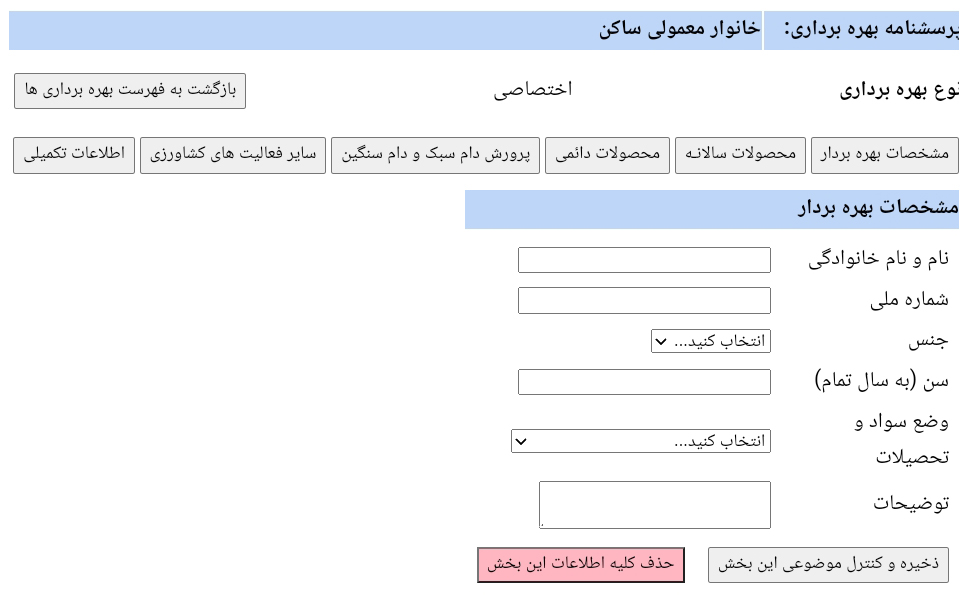 پرسشنامه بهره برداری: خانوار معمولی ساکن
نوع بهره برداری اختصاصی بازگشت به فهرست بهره برداری ها
مشخصات بهره بردار محصولات سالانـه محصولات دائمی پرورش دام سبک و دام سنگین سایر فعالیت های کشاورزی اطلاعات تکمیلی
مشخصات بهره بردار
نام و نام خانوادگی
شماره ملی
جنس انتخاب کنید...
سن (به سال تمام)
وضع سواد و
تحصیلات انتخاب کنید...
توضیحات
ذخیره و کنترل موضوعی این بخش حذف کلیه اطلاعات این بخش